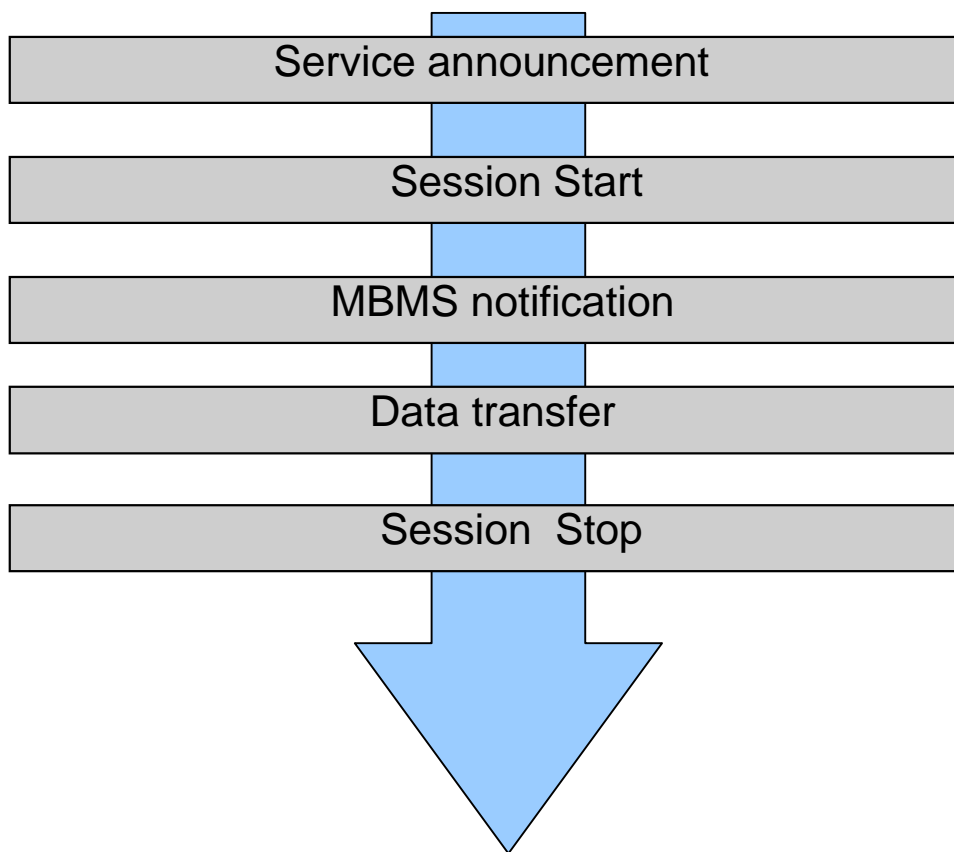 Service announcement
Session Start
MBMS notification
Data transfer
Session  Stop